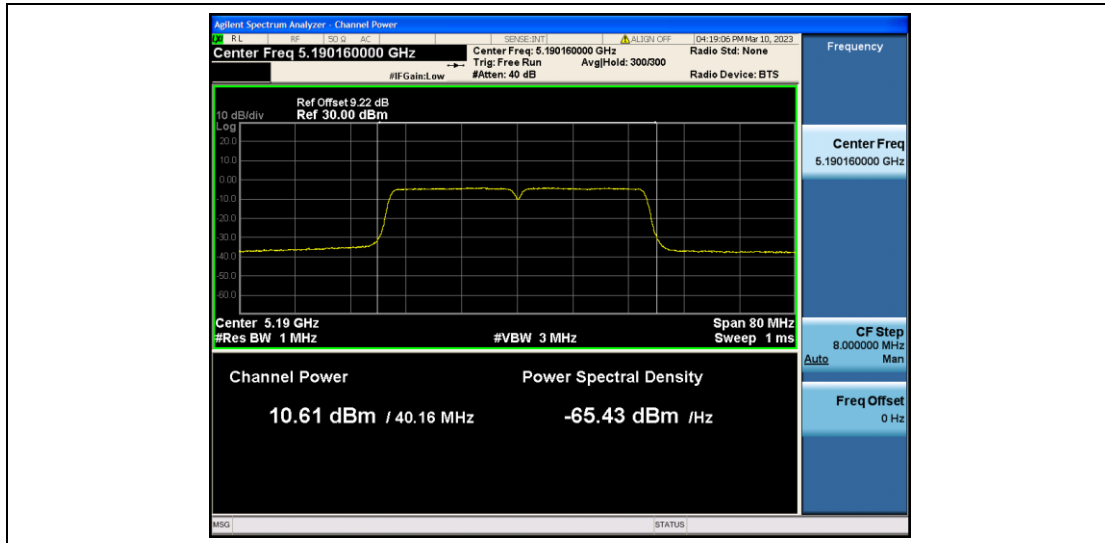 Agilent Spectrum Analyzer - Channel Power
RL RF 50 Ω AC SENSE:INT ALIGN OFF 04:19:06 PM Mar 10, 2023
Center Freq 5.190160000 GHz
Center Freq: 5.190160000 GHz
Radio Std: None
Trig: Free Run Avg|Hold: 300/300
#IFGain:Low #Atten: 40 dB
Radio Device: BTS
Frequency
Ref Offset 9.22 dB
10 dB/div Ref 30.00 dBm
Log
20.0
10.0
0.00
-10.0
-20.0
-30.0
-40.0
-50.0
-60.0
Center 5.19 GHz Span 80 MHz
#Res BW 1 MHz #VBW 3 MHz Sweep 1 ms
Center Freq
5.190160000 GHz
CF Step
8.000000 MHz
Auto Man
Freq Offset
0 Hz
Channel Power Power Spectral Density
10.61 dBm / 40.16 MHz -65.43 dBm /Hz
MSG STATUS